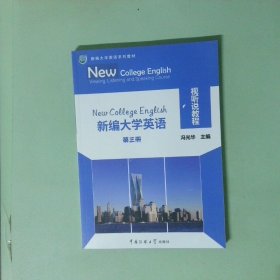 新编大学英语系列教材
New College English
Viewing, Listening and Speaking Course
视听说教程
New College English
新编大学英语
第三册
冯光华 主编
中国传媒大学出版社